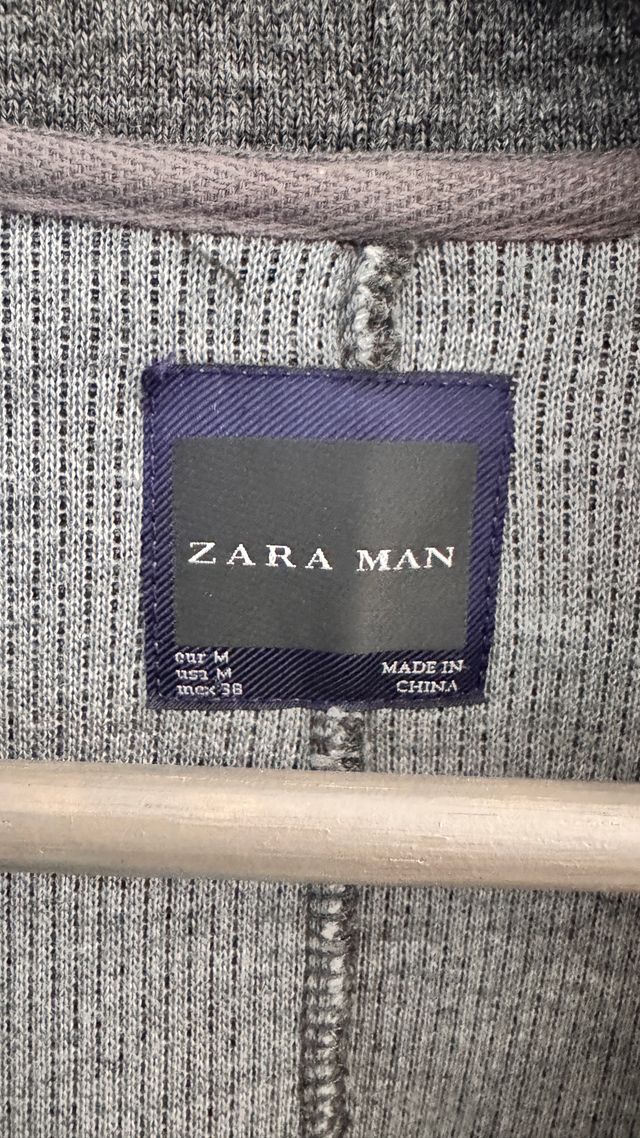 ZARA MAN
eur M
usa M
mex 38
MADE IN
CHINA